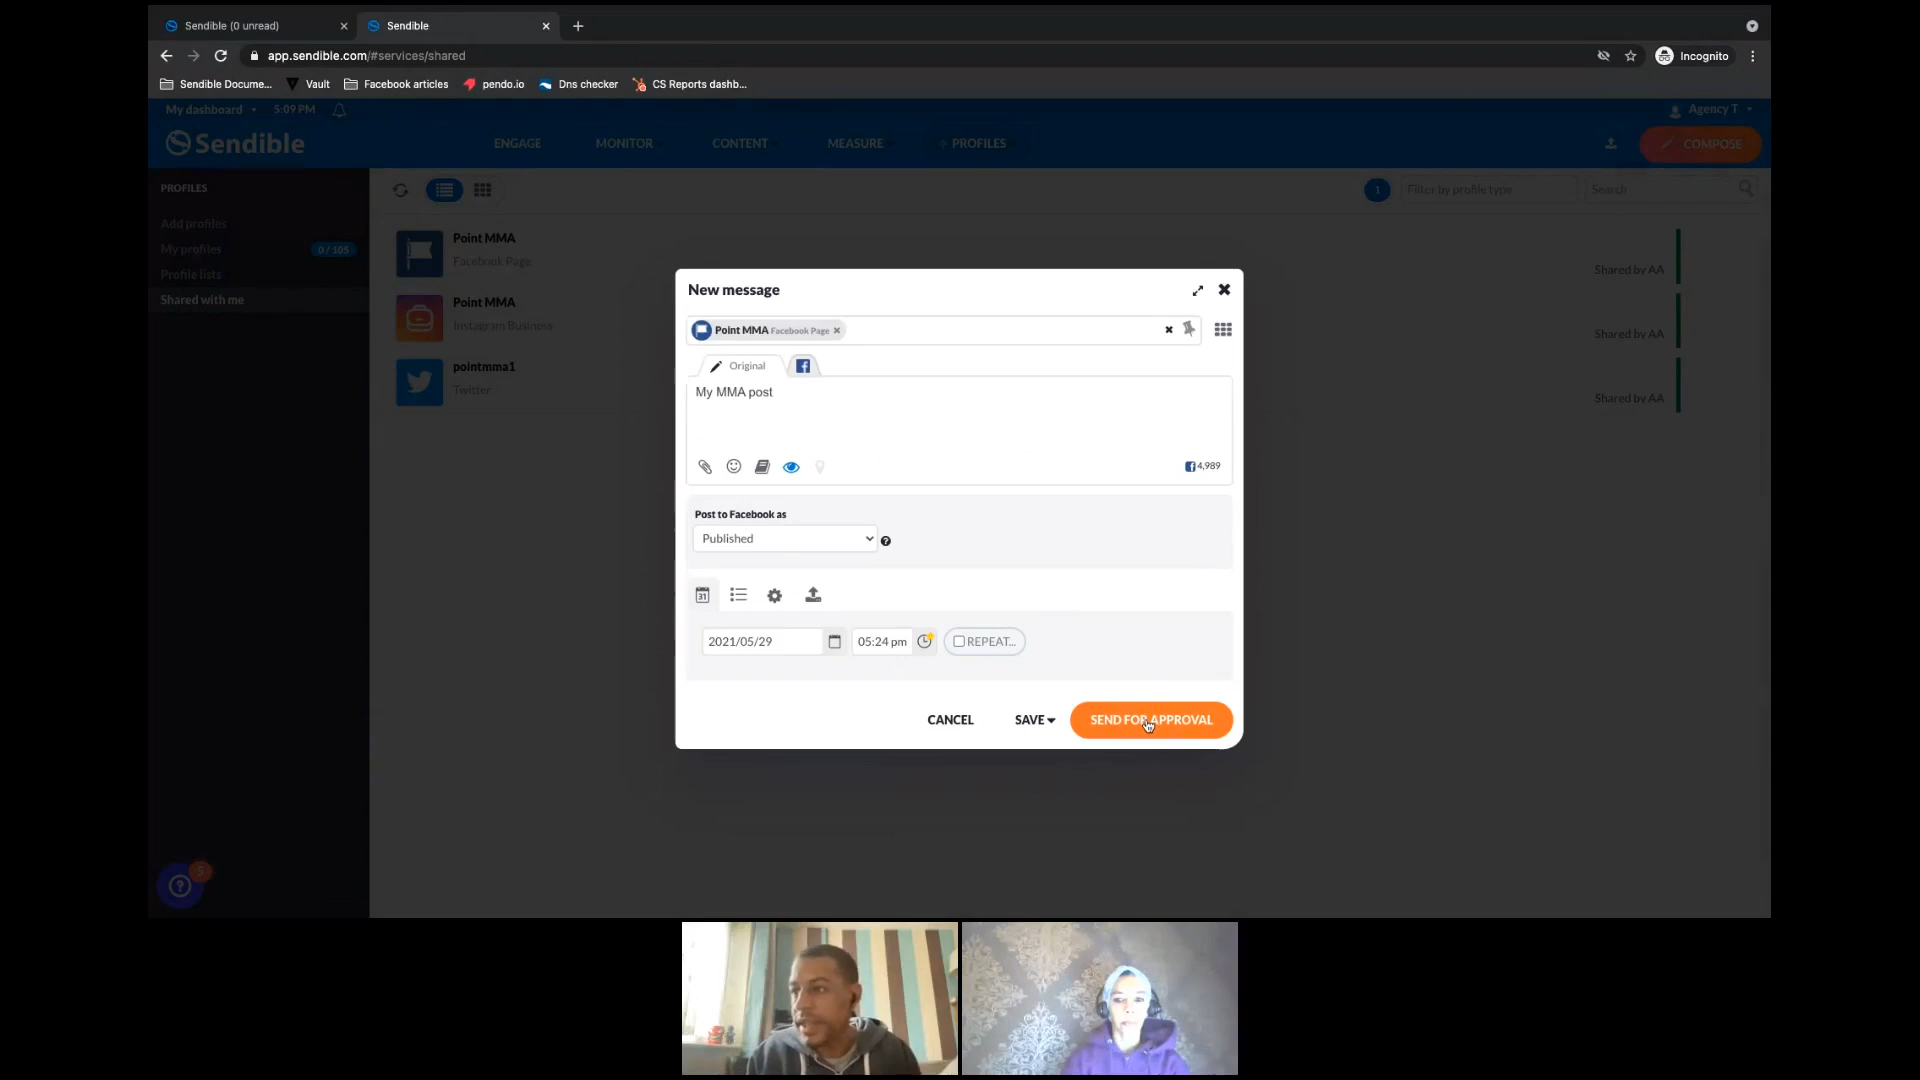 Sendible (0 unread)
Sendible
app.sendible.com/#services/shared
Incognito
Sendible Docume...
Vault
Facebook articles
pendo.io
Dns checker
CS Reports dashb...
My dashboard
5:09 PM
Agency T
Sendible
ENGAGE
MONITOR
CONTENT
MEASURE
PROFILES
COMPOSE
PROFILES
1
Filter by profile type
Search
Add profiles
My profiles
0 / 105
Profile lists
Shared with me
Point MMA
Facebook Page
Shared by AA
Point MMA
Instagram Business
Shared by AA
pointmma1
Twitter
Shared by AA
New message
Point MMA Facebook Page
Original
My MMA post
4,989
Post to Facebook as
Published
31
2021/05/29
05:24 pm
REPEAT...
CANCEL
SAVE
SEND FOR APPROVAL
5